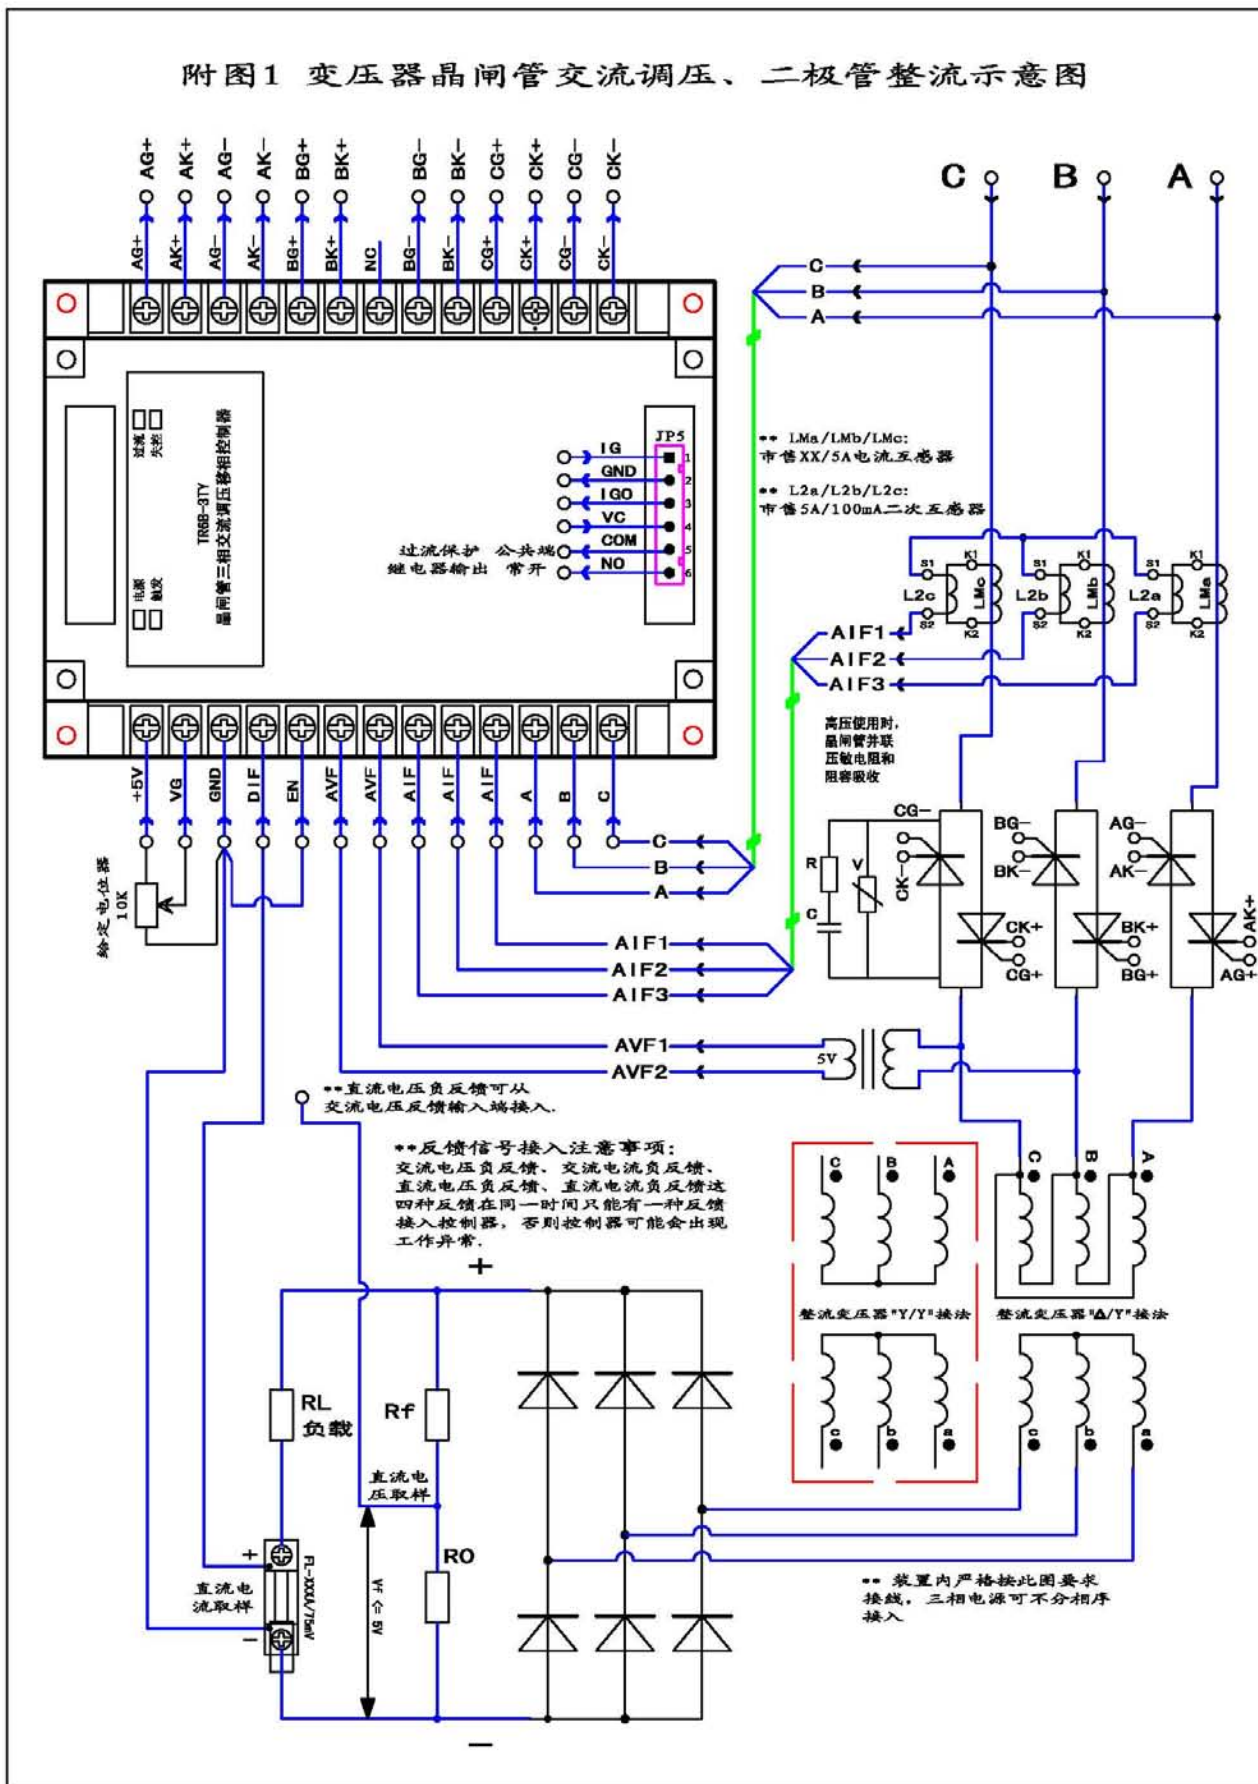 附图1 变压器晶闸管交流调压、二极管整流示意图
AG+
AK+
AG-
AK-
BG+
BK+
BG-
BK-
CG+
CK+
CG-
CK-
AG+
AK+
AG-
AK-
BG+
BK+
NC
BG-
BK-
CG+
CK+
CG-
CK-
C
B
A
C
B
A
过流
失控
TR6B-3TY
晶闸管三相交流调压移相控制器
电源
触发
JP5
IG
1
GND
2
IGO
3
VC
4
过流保护 公共端
COM
5
继电器输出 常开
NO
6
** LMa/LMb/LMc:
市售XX/5A电流互感器
** L2a/L2b/L2c:
市售5A/100mA二次互感器
S1
K1
L2c
LMc
S2
K2
S1
K1
L2b
LMb
S2
K2
S1
K1
L2a
LMa
S2
K2
AIF1
AIF2
AIF3
高压使用时,
晶闸管并联
压敏电阻和
阻容吸收
+5V
VG
GND
DIF
EN
AVF
AVF
AIF
AIF
AIF
A
B
C
给定电位器
10K
C
B
A
AIF1
AIF2
AIF3
AVF1
AVF2
5V
R
V
C
CG-
CK-
CK+
CG+
BG-
BK-
BK+
BG+
AG-
AK-
AK+
AG+
**直流电压负反馈可从
交流电压反馈输入端接入.
**反馈信号接入注意事项:
交流电压负反馈、交流电流负反馈、
直流电压负反馈、直流电流负反馈这
四种反馈在同一时间只能有一种反馈
接入控制器, 否则控制器可能会出现
工作异常.
C
B
A
C
B
A
整流变压器"Y/Y"接法
整流变压器"Δ/Y"接法
c
b
a
c
b
a
+
RL
负载
Rf
直流电
压取样
RO
Vf <= 5V
+
直流电
流取样
-
FL-XXXA/75mV
-
** 装置内严格按此图要求
接线, 三相电源可不分相序
接入